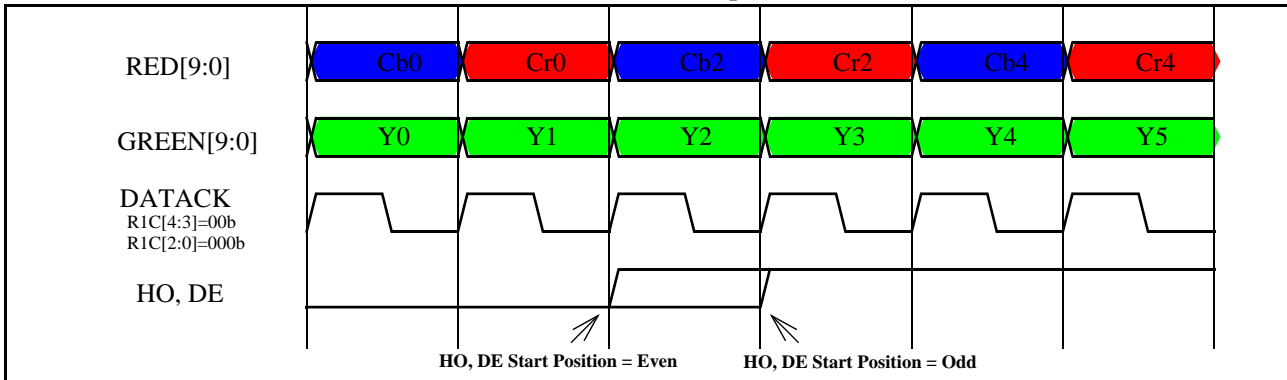 RED[9:0] Cb0 Cr0 Cb2 Cr2 Cb4 Cr4
GREEN[9:0] Y0 Y1 Y2 Y3 Y4 Y5
DATACK
R1C[4:3]=00b
R1C[2:0]=000b
HO, DE
HO, DE Start Position = Even HO, DE Start Position = Odd